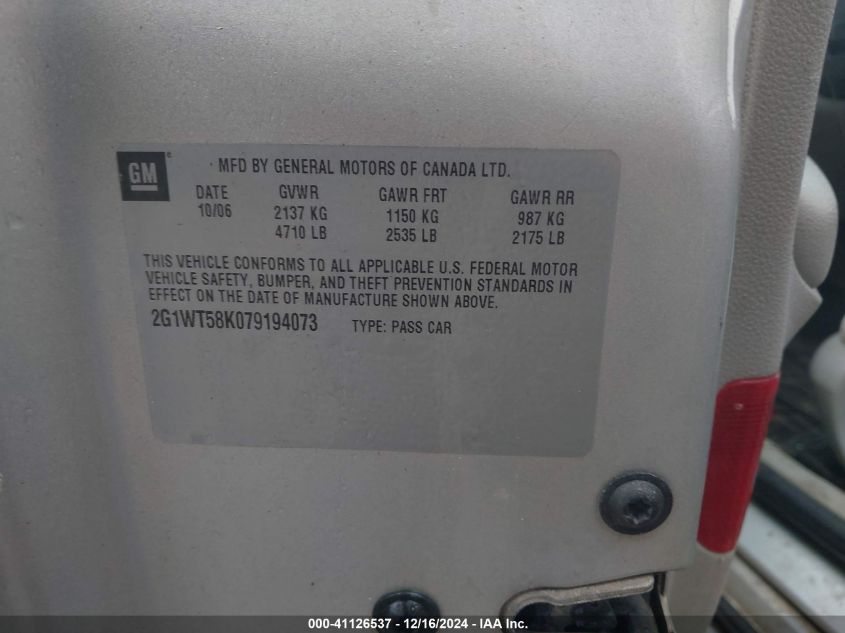 GM
MFD BY GENERAL MOTORS OF CANADA LTD.
DATE GVWR GAWR FRT GAWR RR
10/06 2137 KG 1150 KG 987 KG
4710 LB 2535 LB 2175 LB
THIS VEHICLE CONFORMS TO ALL APPLICABLE U.S. FEDERAL MOTOR
VEHICLE SAFETY, BUMPER, AND THEFT PREVENTION STANDARDS IN
EFFECT ON THE DATE OF MANUFACTURE SHOWN ABOVE.
2G1WT58K079194073 TYPE: PASS CAR
000-41126537 - 12/16/2024 - IAAI.com